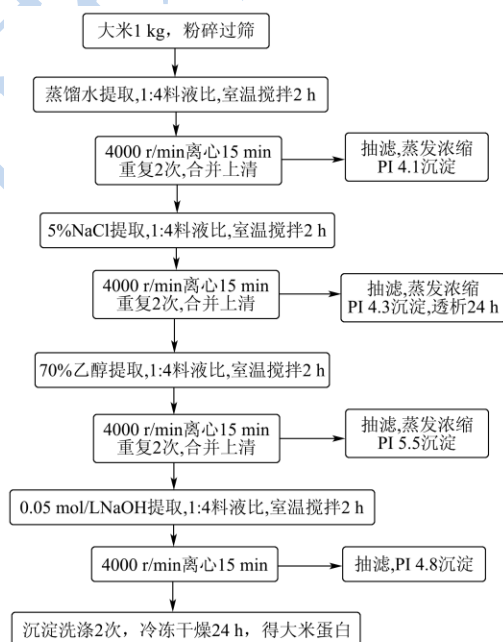 大米1 kg，粉碎过筛
蒸馏水提取,1:4料液比,室温搅拌2 h
4000 r/min离心15 min
重复2次,合并上清
抽滤,蒸发浓缩
PI 4.1沉淀
5%NaCl提取,1:4料液比,室温搅拌2 h
4000 r/min离心15 min
重复2次,合并上清
抽滤,蒸发浓缩
PI 4.3沉淀,透析24 h
70%乙醇提取,1:4料液比,室温搅拌2 h
4000 r/min离心15 min
重复2次,合并上清
抽滤,蒸发浓缩
PI 5.5沉淀
0.05 mol/LNaOH提取,1:4料液比,室温搅拌2 h
4000 r/min离心15 min
抽滤,PI 4.8沉淀
沉淀洗涤2次，冷冻干燥24 h，得大米蛋白